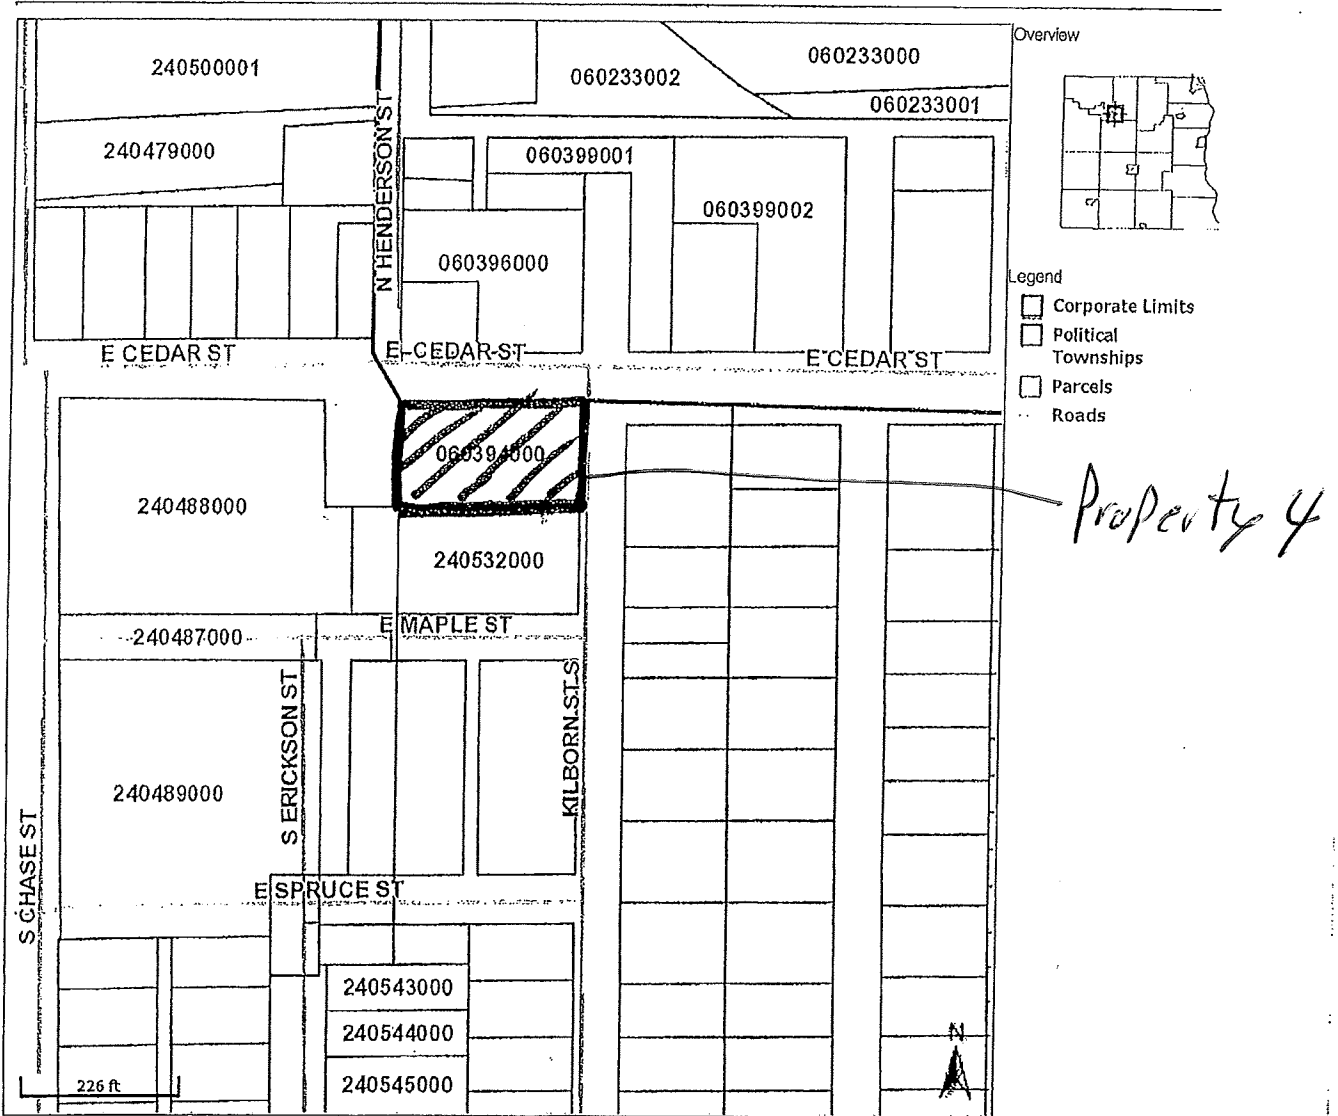 Overview
240500001
060233002
060233000
060233001
240479000
N HENDERSON ST
060399001
060399002
060396000
Legend
Corporate Limits
Political
Townships
Parcels
Roads
E CEDAR ST
E CEDAR ST
E CEDAR ST
060394000
Property 4
240488000
240532000
E MAPLE ST
240487000
S ERICKSON ST
KILBORN ST S
240489000
S CHASE ST
E SPRUCE ST
240543000
240544000
240545000
226 ft
N